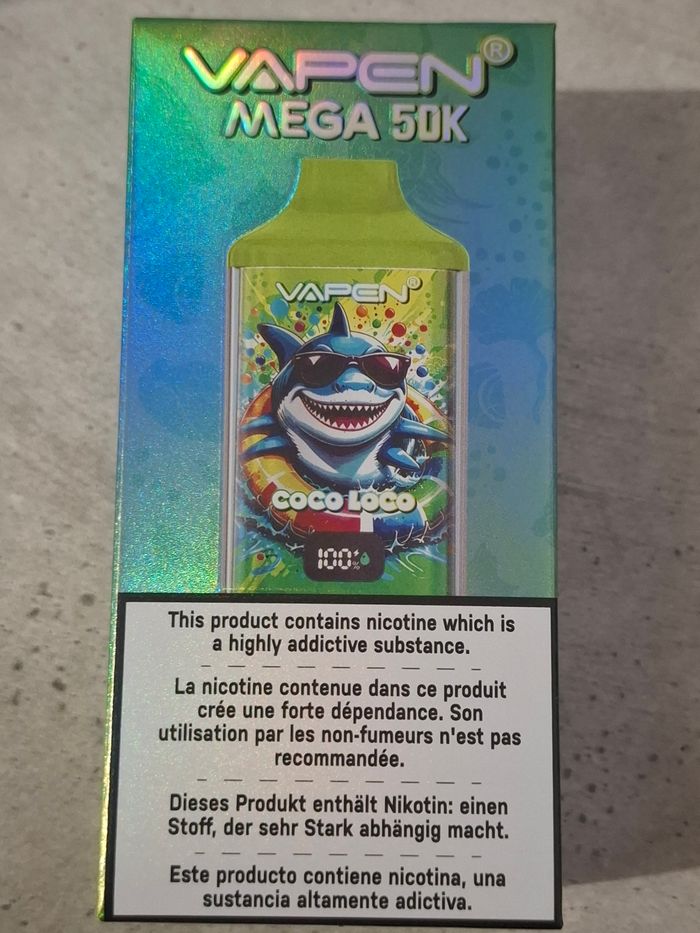 VAPEN®
MEGA 50K
VAPEN®
COCO LOCO
100%
This product contains nicotine which is
a highly addictive substance.
La nicotine contenue dans ce produit
crée une forte dépendance. Son
utilisation par les non-fumeurs n'est pas
recommandée.
Dieses Produkt enthält Nikotin: einen
Stoff, der sehr Stark abhängig macht.
Este producto contiene nicotina, una
sustancia altamente adictiva.